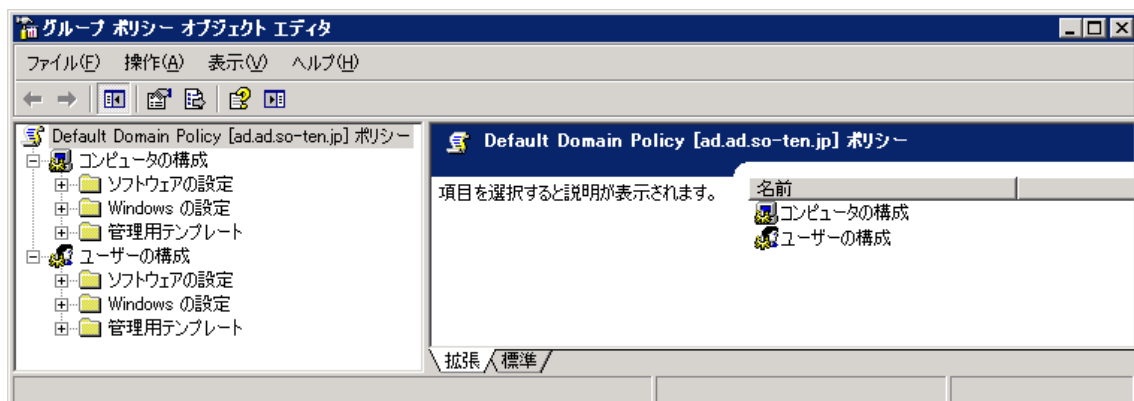 グループ ポリシー オブジェクト エディタ
ファイル(F) 操作(A) 表示(V) ヘルプ(H)
Default Domain Policy [ad.ad.so-ten.jp] ポリシー
コンピュータの構成
ソフトウェアの設定
Windows の設定
管理用テンプレート
ユーザーの構成
ソフトウェアの設定
Windows の設定
管理用テンプレート
Default Domain Policy [ad.ad.so-ten.jp] ポリシー
項目を選択すると説明が表示されます。
名前
コンピュータの構成
ユーザーの構成
拡張 標準